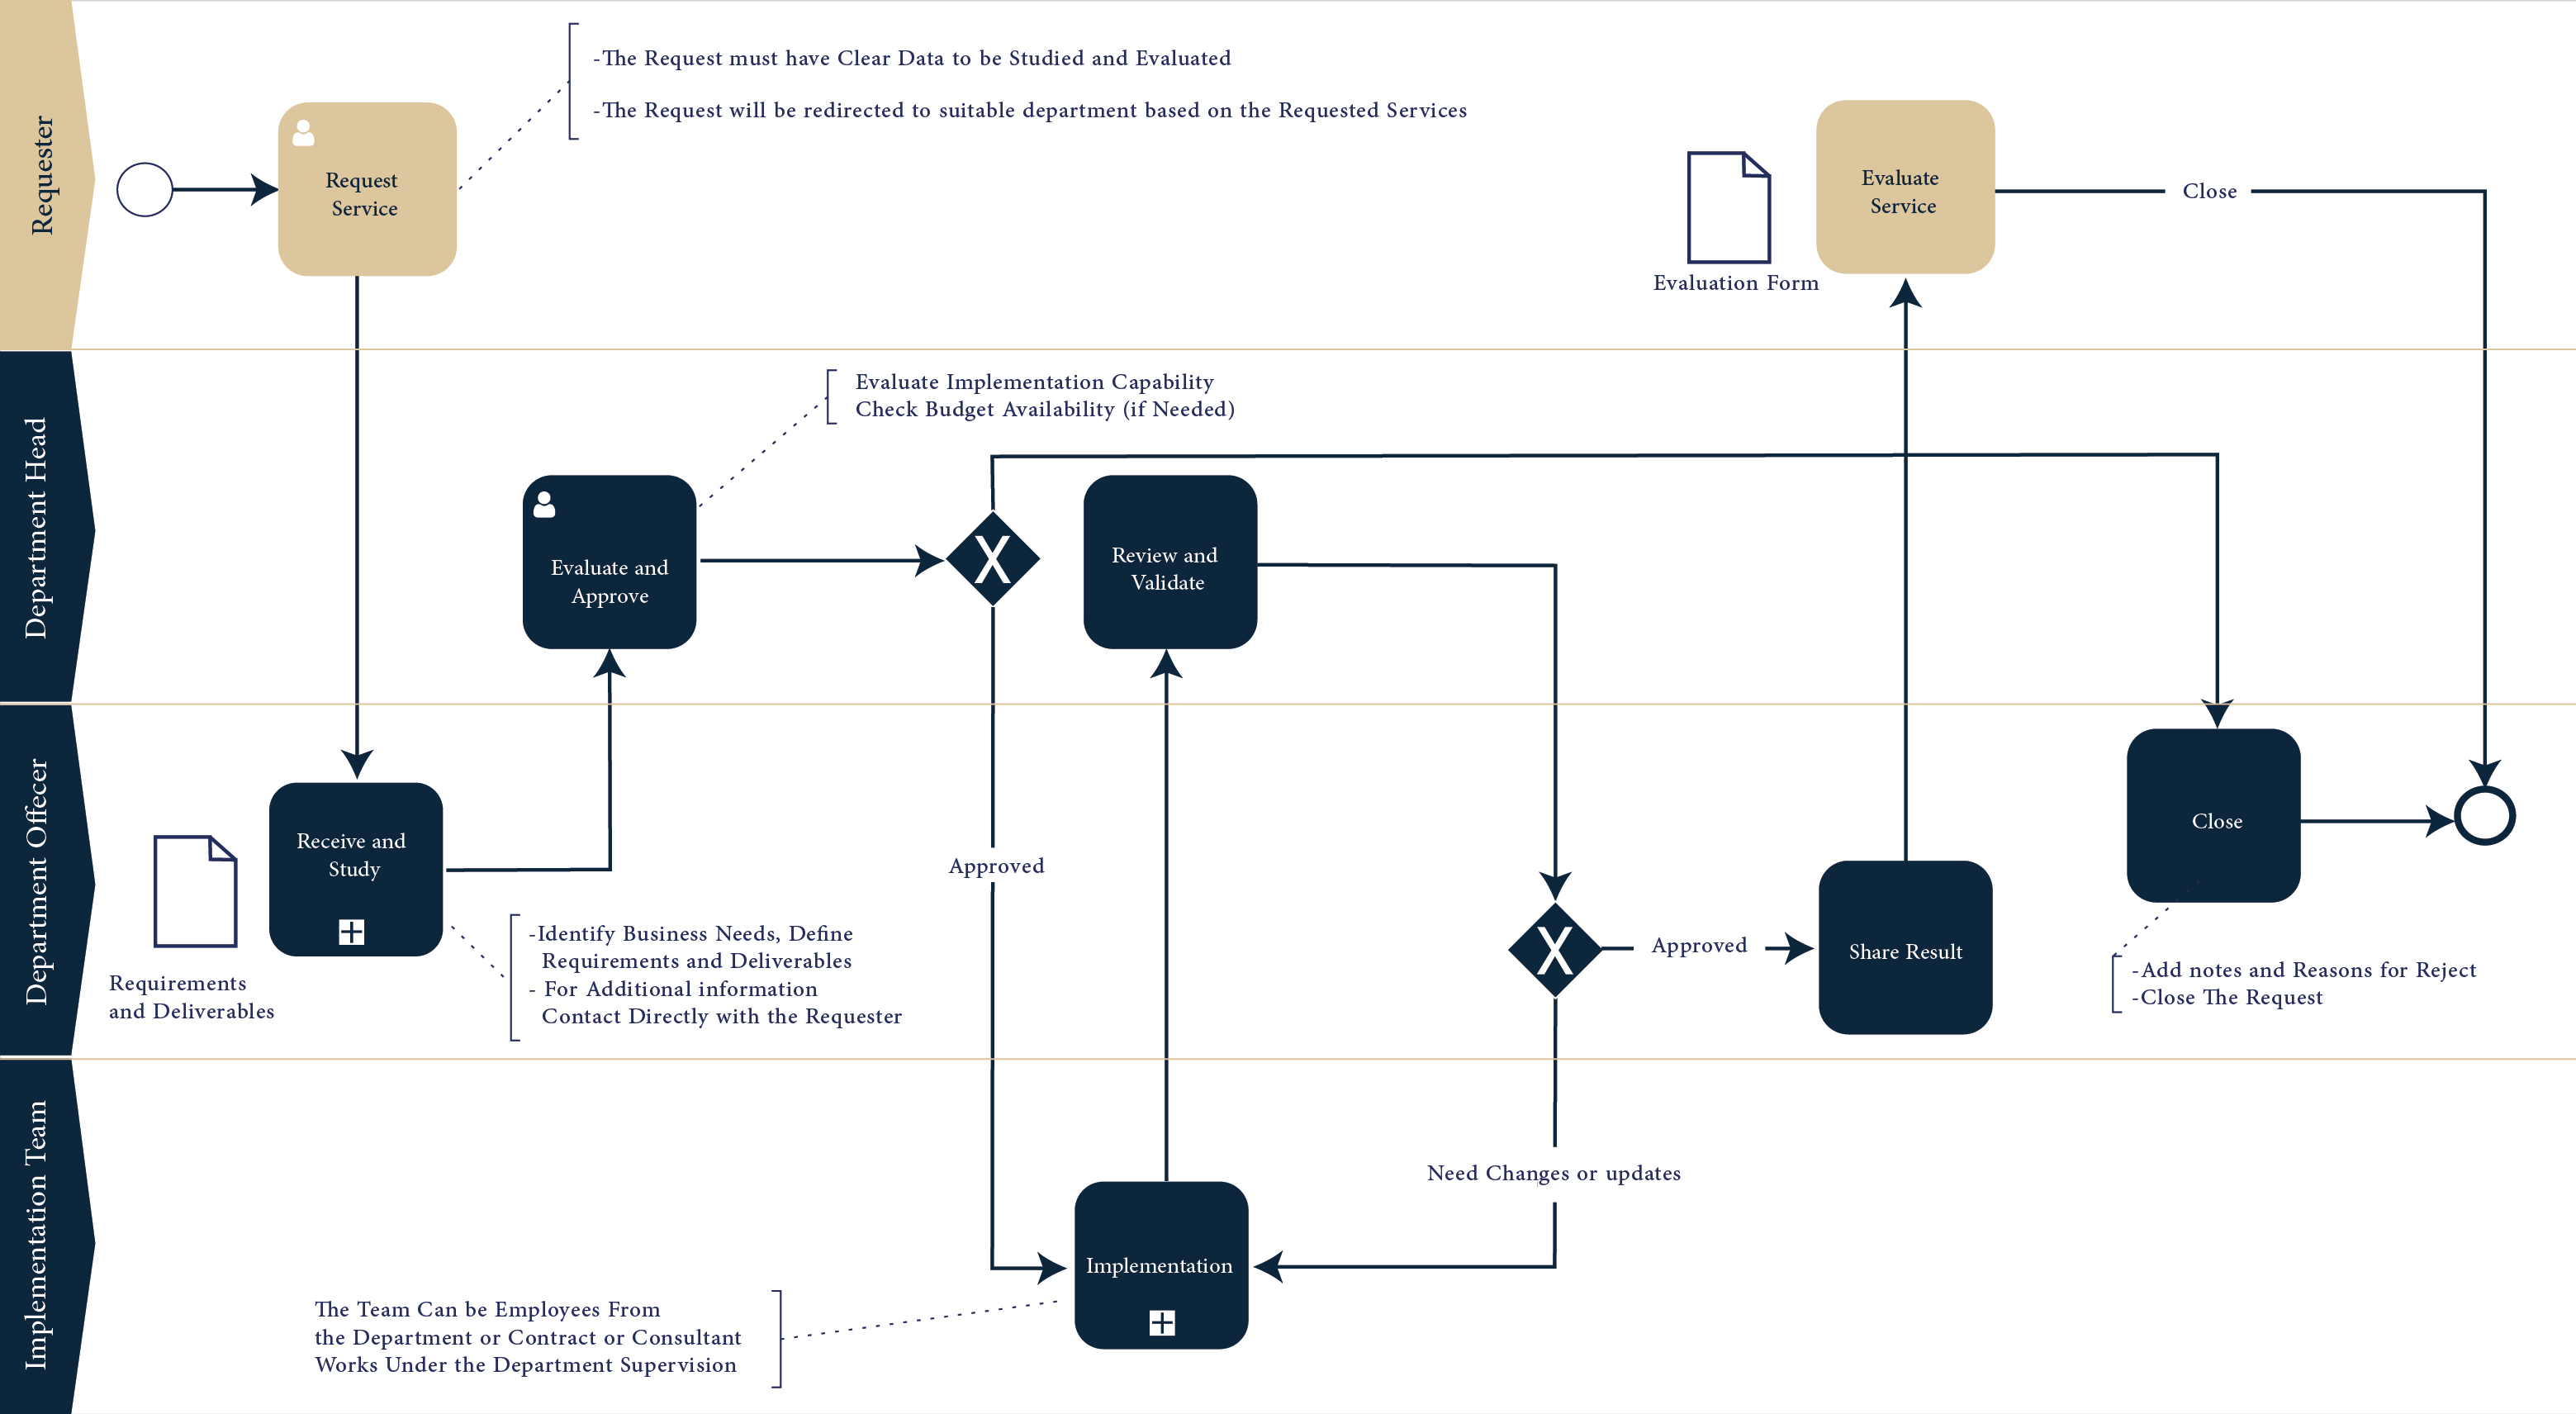 Requester
-The Request must have Clear Data to be Studied and Evaluated
-The Request will be redirected to suitable department based on the Requested Services
Request
Service
Evaluate
Service
Close
Evaluation Form
Department Head
Evaluate Implementation Capability
Check Budget Availability (if Needed)
Evaluate and
Approve
X
Review and
Validate
Department Offecer
Receive and
Study
Requirements
and Deliverables
-Identify Business Needs, Define
Requirements and Deliverables
- For Additional information
Contact Directly with the Requester
Approved
X
Approved
Share Result
Close
-Add notes and Reasons for Reject
-Close The Request
Implementation Team
Need Changes or updates
Implementation
The Team Can be Employees From
the Department or Contract or Consultant
Works Under the Department Supervision